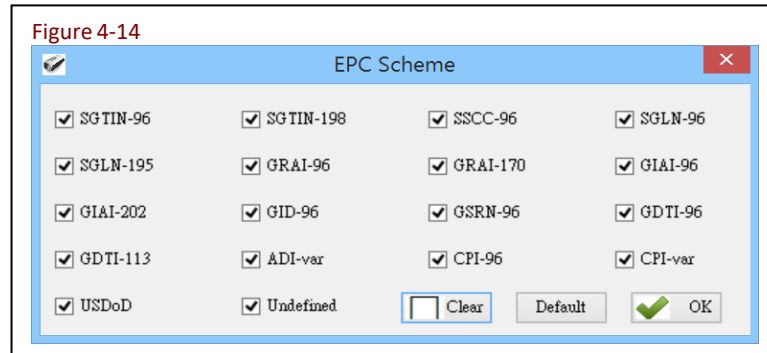 Figure 4-14
EPC Scheme
SGTIN-96 SGTIN-198 SSCC-96 SGLN-96
SGLN-195 GRAI-96 GRAI-170 GIAI-96
GIAI-202 GID-96 GSRN-96 GDTI-96
GDTI-113 ADI-var CPI-96 CPI-var
USDoD Undefined Clear Default OK